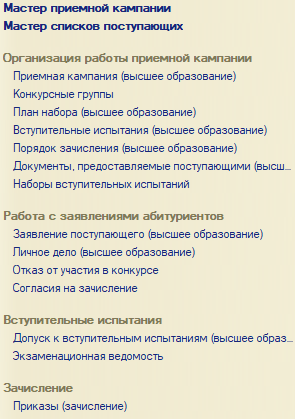 Мастер приемной кампании
Мастер списков поступающих
Организация работы приемной кампании
Приемная кампания (высшее образование)
Конкурсные группы
План набора (высшее образование)
Вступительные испытания (высшее образование)
Порядок зачисления (высшее образование)
Документы, предоставляемые поступающими (высш...
Наборы вступительных испытаний
Работа с заявлениями абитуриентов
Заявление поступающего (высшее образование)
Личное дело (высшее образование)
Отказ от участия в конкурсе
Согласия на зачисление
Вступительные испытания
Допуск к вступительным испытаниям (высшее образ...
Экзаменационная ведомость
Зачисление
Приказы (зачисление)